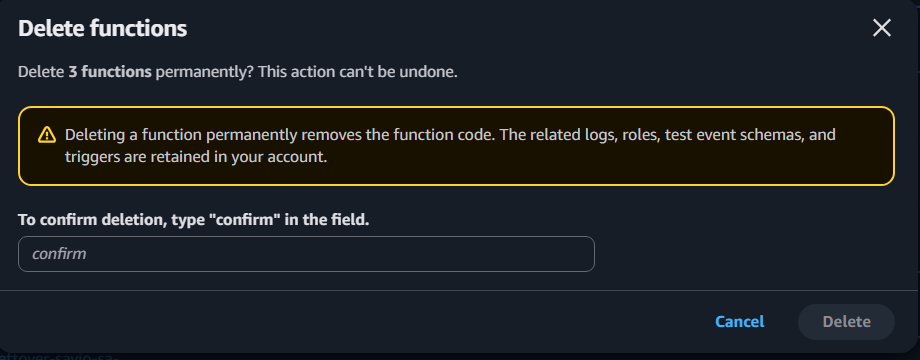 Delete functions
Delete 3 functions permanently? This action can't be undone.
Deleting a function permanently removes the function code. The related logs, roles, test event schemas, and
triggers are retained in your account.
To confirm deletion, type "confirm" in the field.
confirm
Cancel
Delete